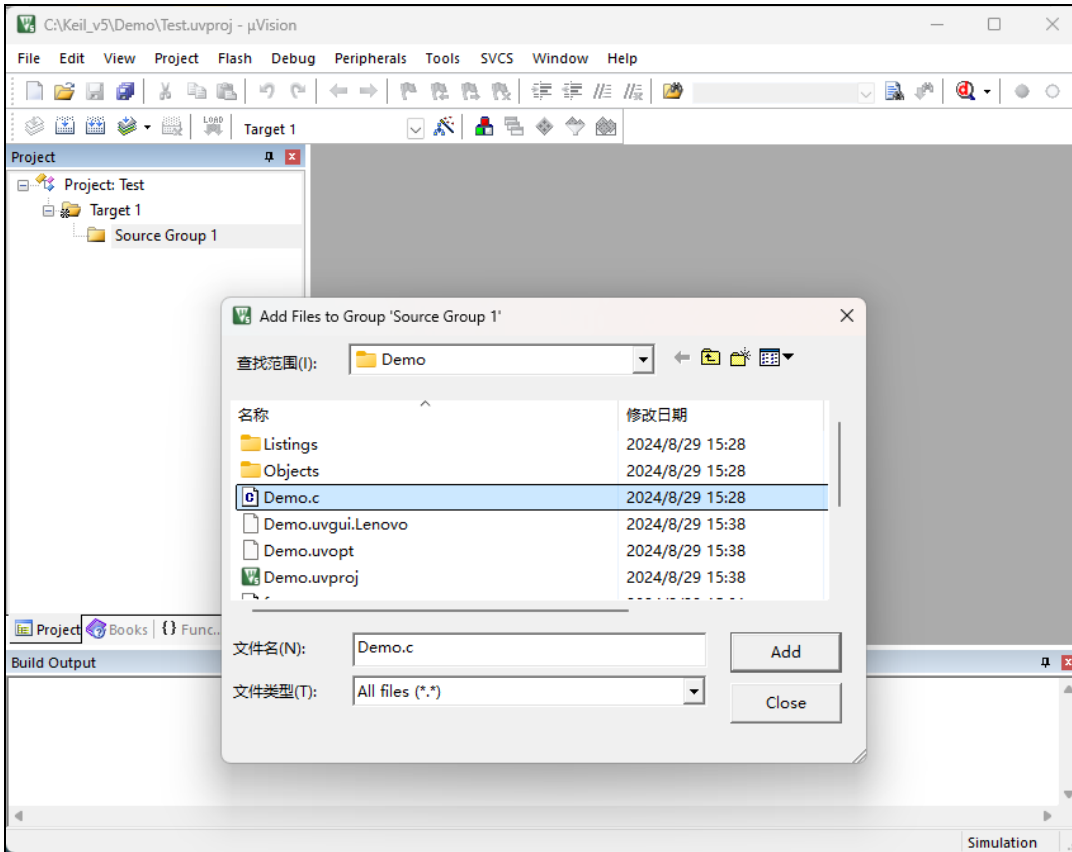 C:\Keil_v5\Demo\Test.uvproj - µVision
File Edit View Project Flash Debug Peripherals Tools SVCS Window Help
LOAD Target 1
Project
Project: Test
Target 1
Source Group 1
Add Files to Group 'Source Group 1'
查找范围(I): Demo
名称 修改日期
Listings 2024/8/29 15:28
Objects 2024/8/29 15:28
Demo.c 2024/8/29 15:28
Demo.uvgui.Lenovo 2024/8/29 15:38
Demo.uvopt 2024/8/29 15:38
Demo.uvproj 2024/8/29 15:38
Project Books {} Func...
文件名(N): Demo.c Add
Build Output
文件类型(T): All files (*.*) Close
Simulation